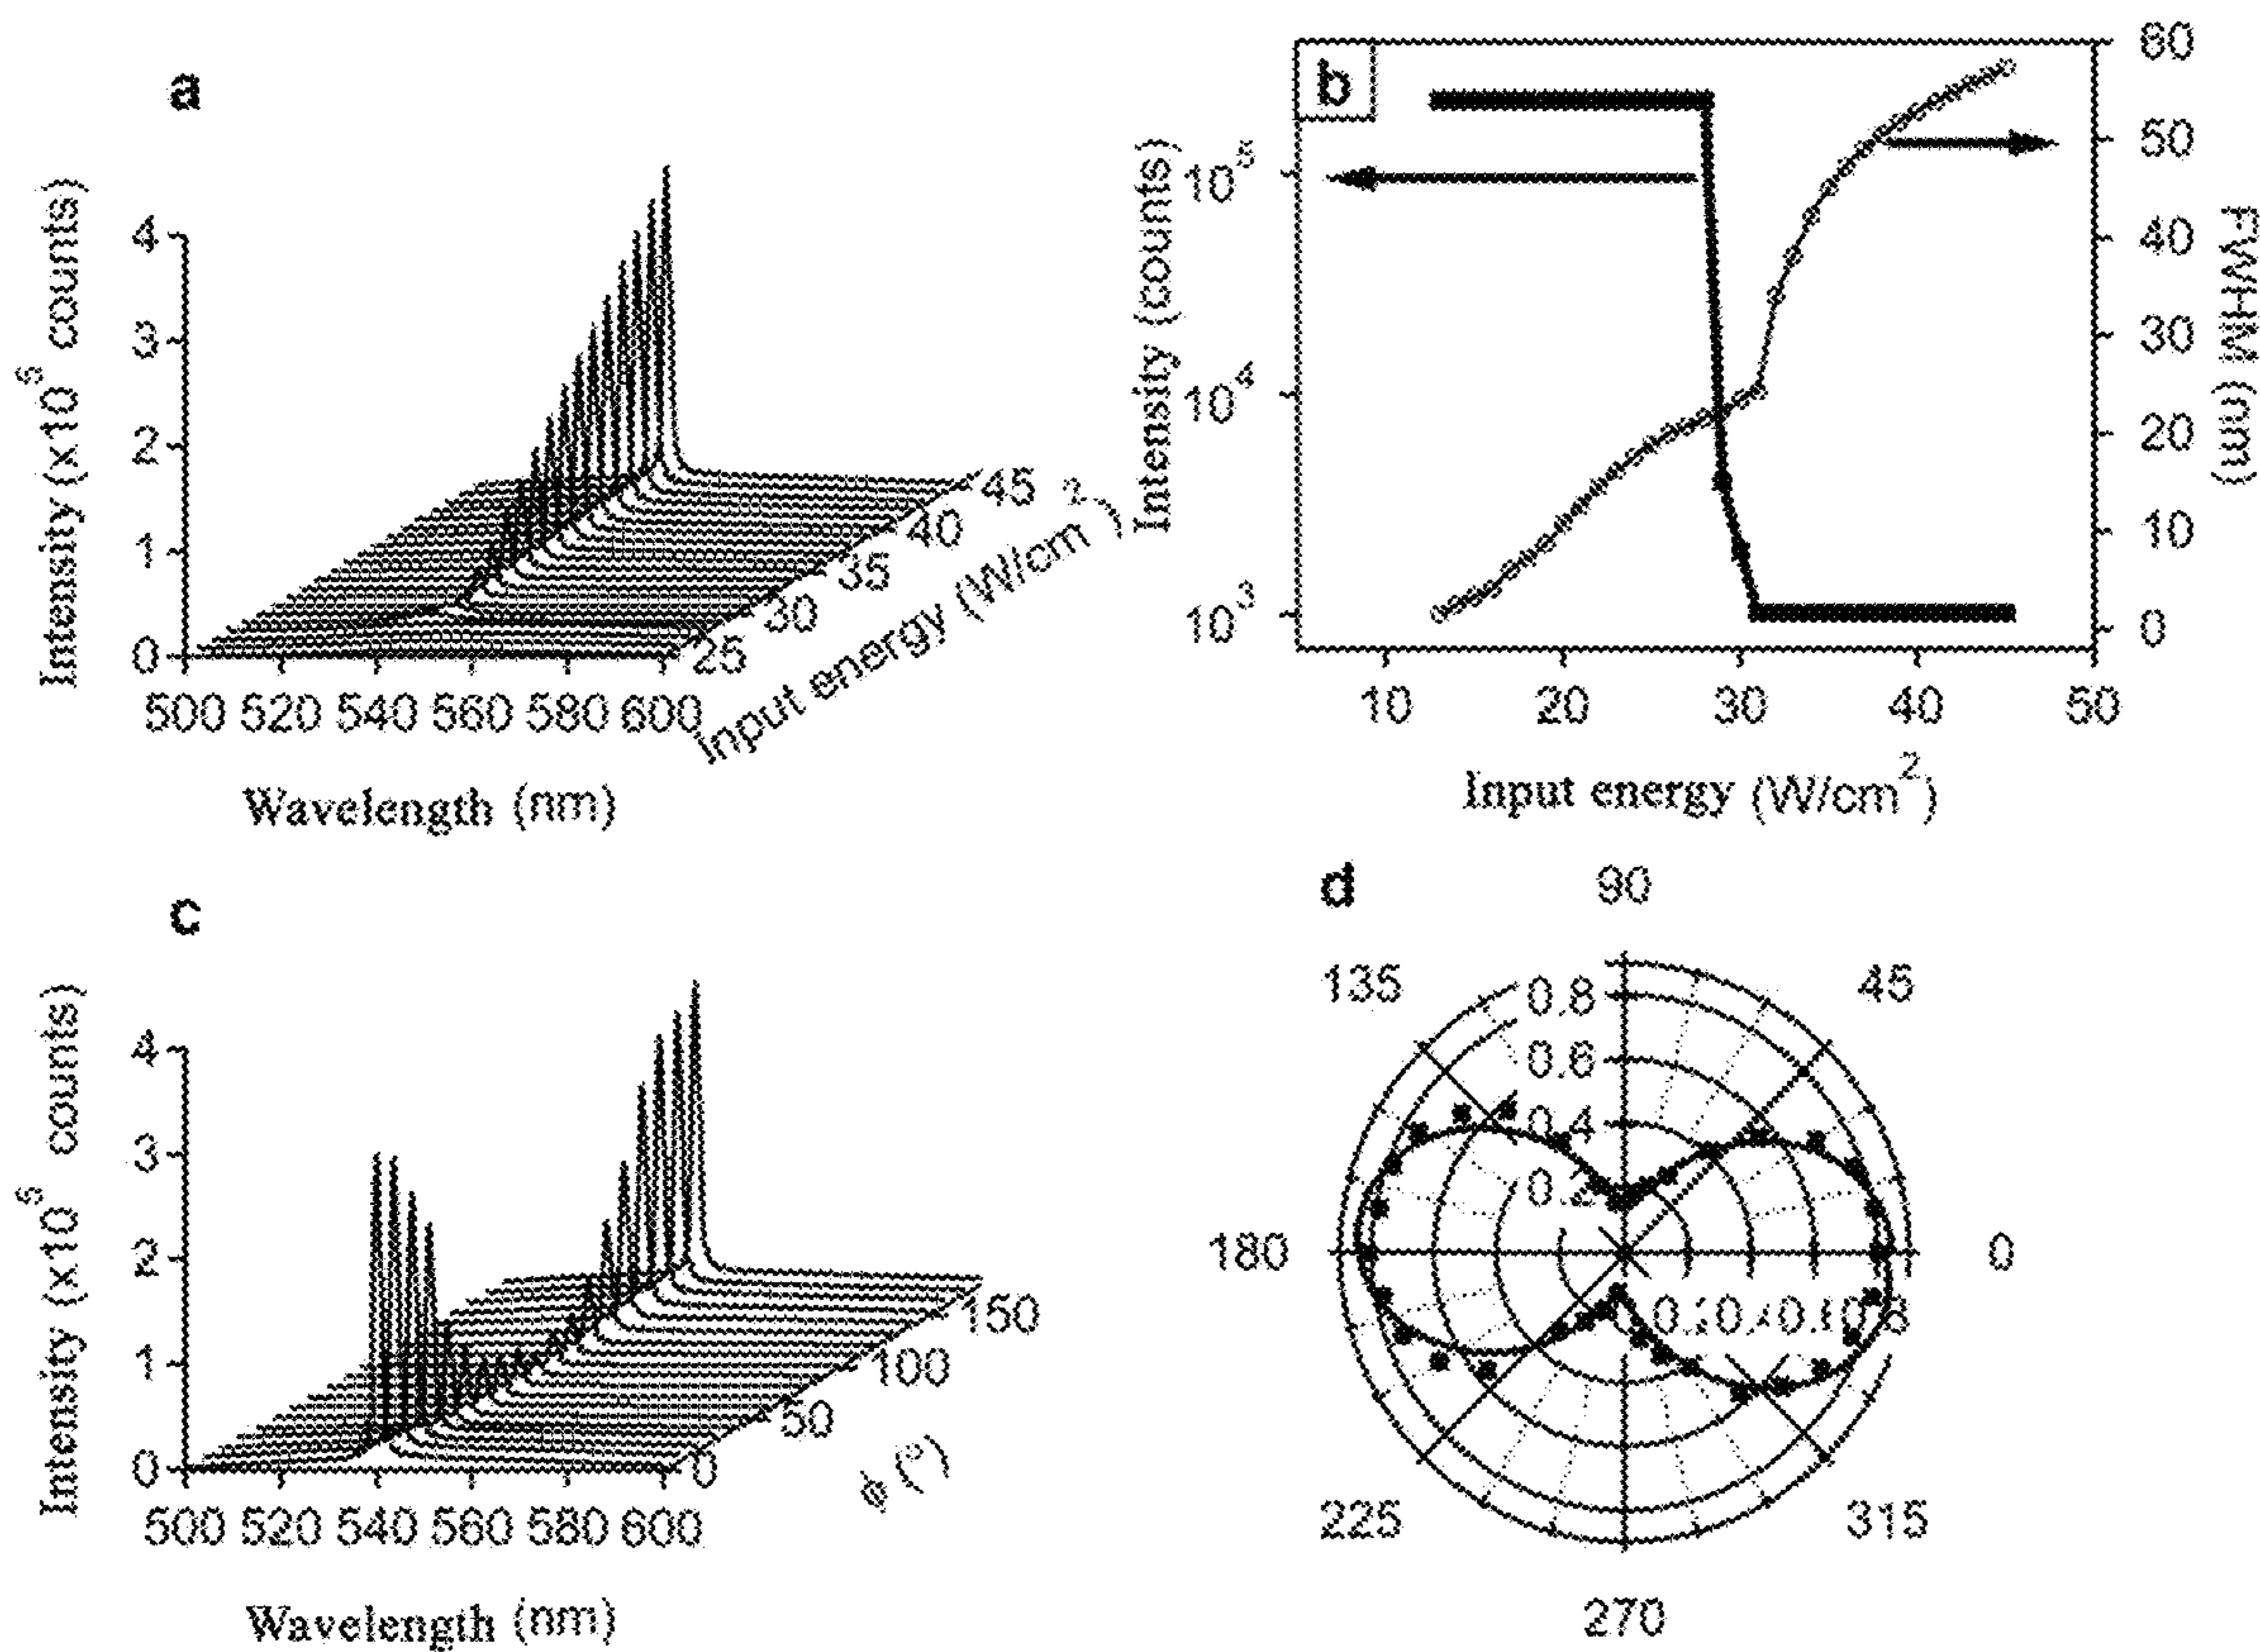 a
Intensity (x10^5 counts)
4
3
2
1
0
500 520 540 560 580 600
Wavelength (nm)
25
30
35
40
45
Input energy (W/cm^2)
b
Intensity (counts)
10^5
10^4
10^3
10 20 30 40 50
Input energy (W/cm^2)
60
50
40
30
20
10
0
FWHM (nm)
c
Intensity (x10^5 counts)
4
3
2
1
0
500 520 540 560 580 600
Wavelength (nm)
0
50
100
150
ϕ (°)
d
90
135 45
0.8
0.6
0.4
180 0
225 315
270